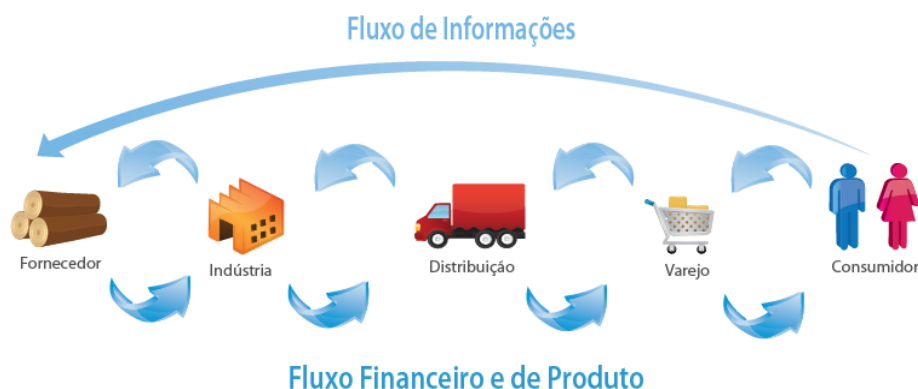 Fluxo de Informações
Fornecedor
Indústria
Distribuição
Varejo
Consumidor
Fluxo Financeiro e de Produto